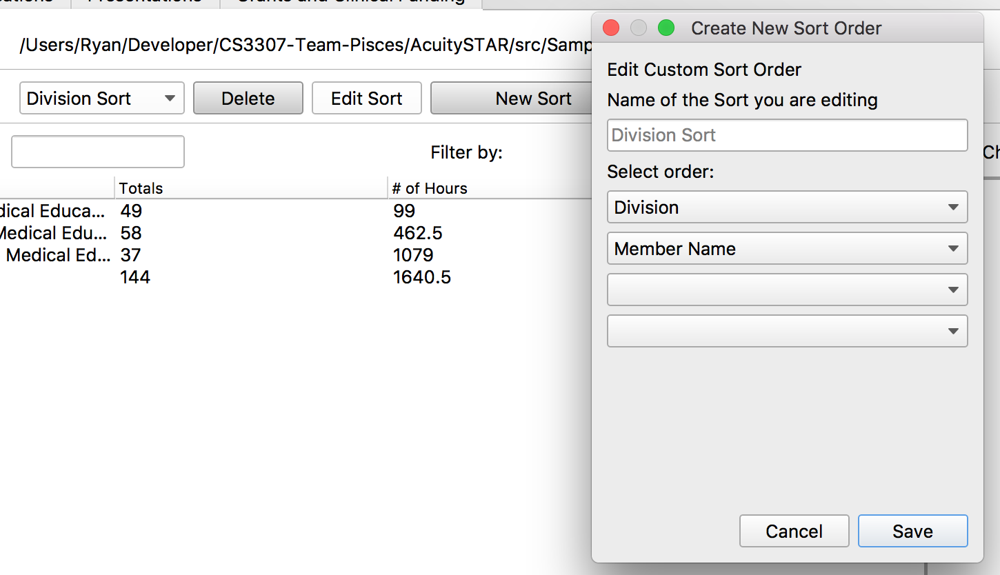 Presentations
Grants and Clinical Funding
Create New Sort Order
/Users/Ryan/Developer/CS3307-Team-Pisces/AcuitySTAR/src/Samp
Division Sort
Delete
Edit Sort
New Sort
Filter by:
Totals
# of Hours
dical Educa... 49 99
Medical Edu... 58 462.5
Medical Ed... 37 1079
144 1640.5
Edit Custom Sort Order
Name of the Sort you are editing
Division Sort
Select order:
Division
Member Name
Cancel
Save